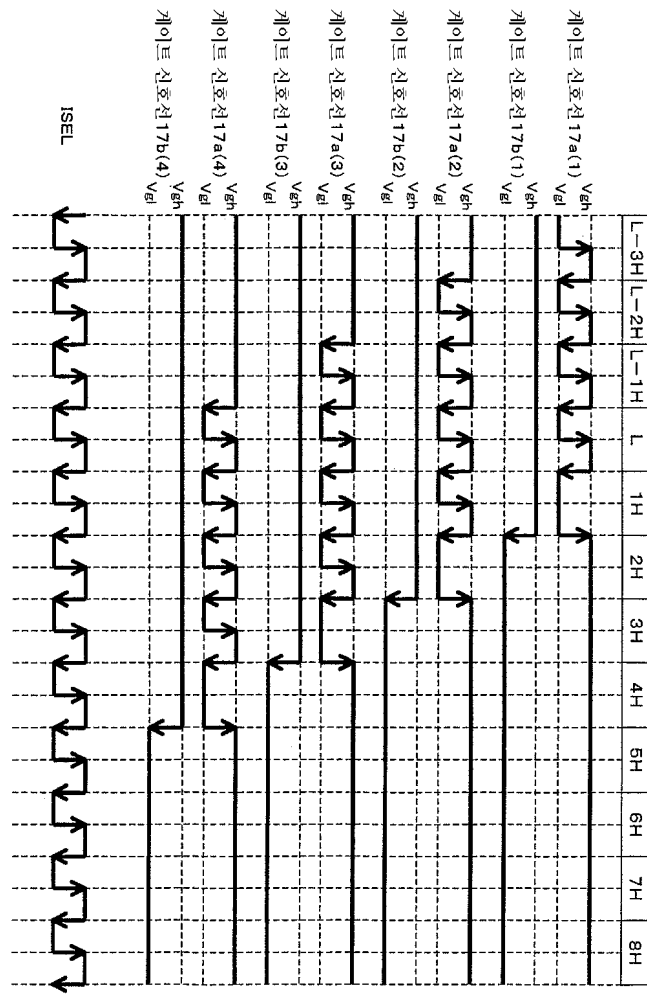 L－3H L－2H L－1H L 1H 2H 3H 4H 5H 6H 7H 8H
게이트 신호선17a(1) Vgh Vgl
게이트 신호선17b(1) Vgh Vgl
게이트 신호선17a(2) Vgh Vgl
게이트 신호선17b(2) Vgh Vgl
게이트 신호선17a(3) Vgh Vgl
게이트 신호선17b(3) Vgh Vgl
게이트 신호선17a(4) Vgh Vgl
게이트 신호선17b(4) Vgh Vgl
ISEL